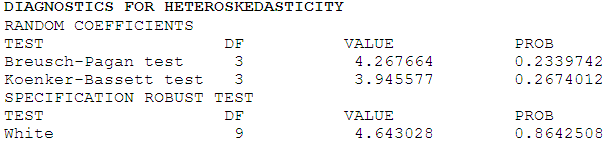 DIAGNOSTICS FOR HETEROSKEDASTICITY
RANDOM COEFFICIENTS
TEST DF VALUE PROB
Breusch-Pagan test 3 4.267664 0.2339742
Koenker-Bassett test 3 3.945577 0.2674012
SPECIFICATION ROBUST TEST
TEST DF VALUE PROB
White 9 4.643028 0.8642508